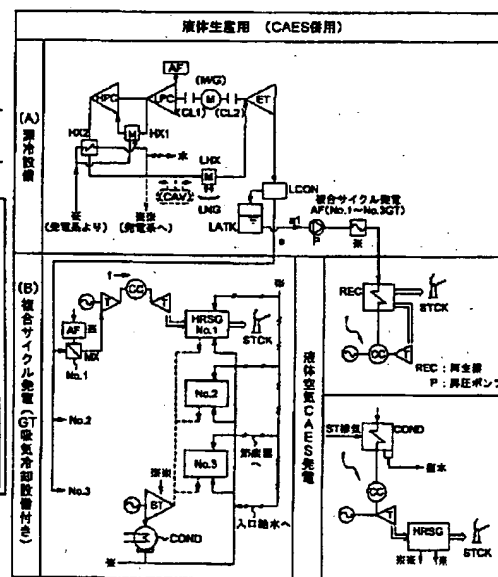 液体生蓄用 (CAES併用)
(A) 深冷設備
AF
(M/G)
HPC
LPC
M
ET
(CL1)
(CL2)
HX2
M
HX1
水
LHX
M
(CAV)
LNG
※
(発電系より)
※※
(発電系へ)
LCON
LATK
複合サイクル発電
AF(No.1~No.3GT)
P
※
(B) 複合サイクル発電(GT吸気冷却設備付き)
f
CC
T
T
AF
※
MX
No.1
HRSG
No.1
STCK
※
No.2
No.2
No.3
No.3
節炭器へ
※※
ST
入口給水へ
COND
※
液体空気CAES発電
REC
STCK
CC
T
REC:再生器
P:昇圧ポンプ
ST排気
COND
CC
T
HRSG
STCK
※※
※